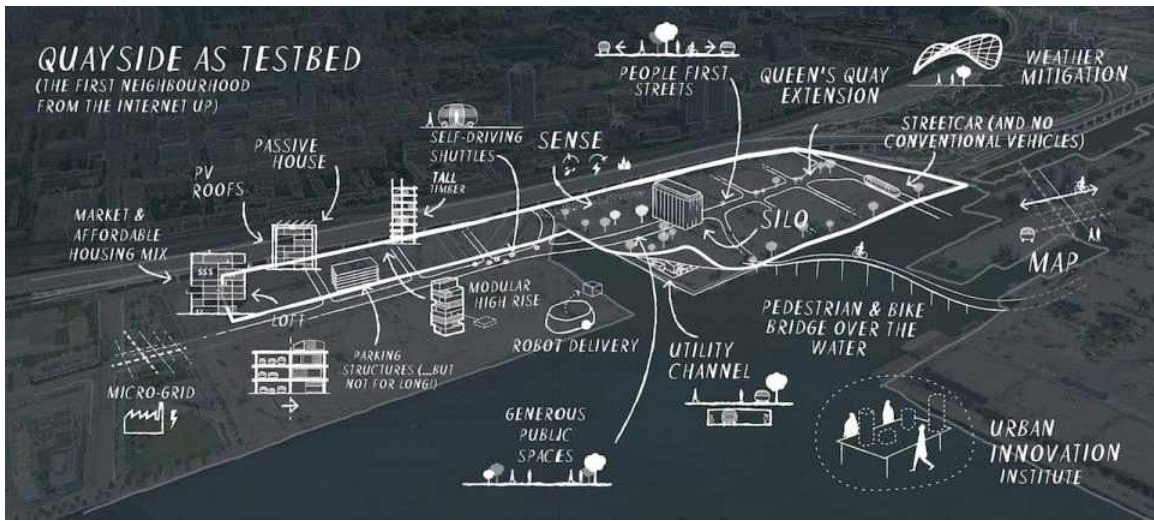 QUAYSIDE AS TESTBED
(THE FIRST NEIGHBOURHOOD
FROM THE INTERNET UP)
PEOPLE FIRST
STREETS
QUEEN'S QUAY
EXTENSION
WEATHER
MITIGATION
STREETCAR (AND NO
CONVENTIONAL VEHICLES)
SELF-DRIVING
SHUTTLES
SENSE
PASSIVE
HOUSE
PV
ROOFS
TALL
TIMBER
MARKET &
AFFORDABLE
HOUSING MIX
$$$
SILO
MAP
LOFT
MODULAR
HIGH RISE
ROBOT DELIVERY
PARKING
STRUCTURES (...BUT
NOT FOR LONG!)
PEDESTRIAN & BIKE
BRIDGE OVER THE
WATER
UTILITY
CHANNEL
MICRO-GRID
GENEROUS
PUBLIC
SPACES
URBAN
INNOVATION
INSTITUTE